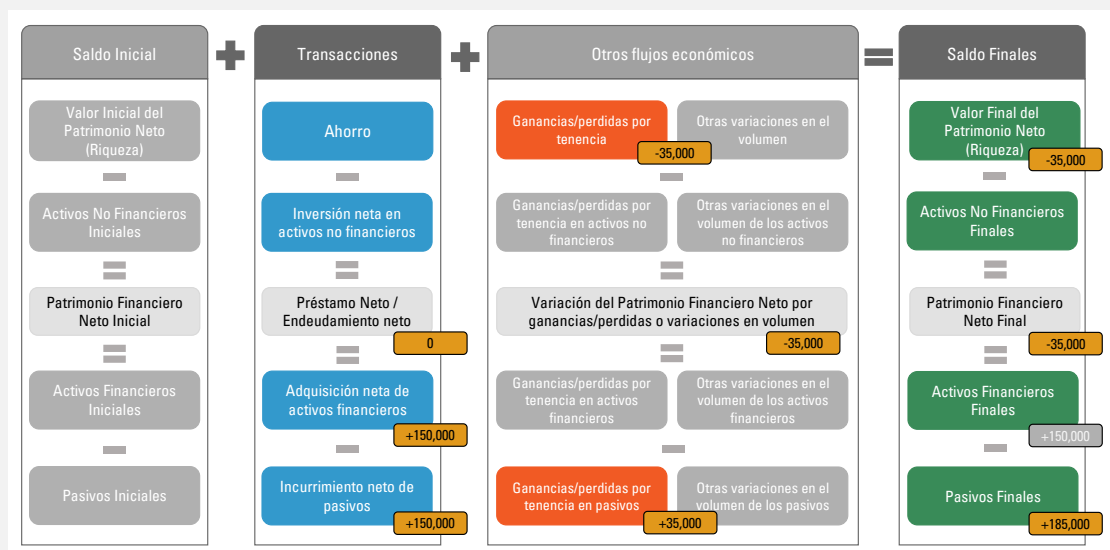 Saldo Inicial
Transacciones
Otros flujos económicos
Saldo Finales
Valor Inicial del
Patrimonio Neto
(Riqueza)
Ahorro
Ganancias/perdidas por
tenencia
-35,000
Otras variaciones en el
volumen
Valor Final del
Patrimonio Neto
(Riqueza)
-35,000
Activos No Financieros
Iniciales
Inversión neta en
activos no financieros
Ganancias/perdidas por
tenencia en activos no
financieros
Otras variaciones en el
volumen de los activos
no financieros
Activos No Financieros
Finales
Patrimonio Financiero
Neto Inicial
Préstamo Neto /
Endeudamiento neto
0
Variación del Patrimonio Financiero Neto por
ganancias/perdidas o variaciones en volumen
-35,000
Patrimonio Financiero
Neto Final
-35,000
Activos Financieros
Iniciales
Adquisición neta de
activos financieros
+150,000
Ganancias/perdidas por
tenencia en activos
financieros
Otras variaciones en el
volumen de los activos
financieros
Activos Financieros
Finales
+150,000
Pasivos Iniciales
Incurrimiento neto de
pasivos
+150,000
Ganancias/perdidas por
tenencia en pasivos
+35,000
Otras variaciones en el
volumen de los pasivos
Pasivos Finales
+185,000